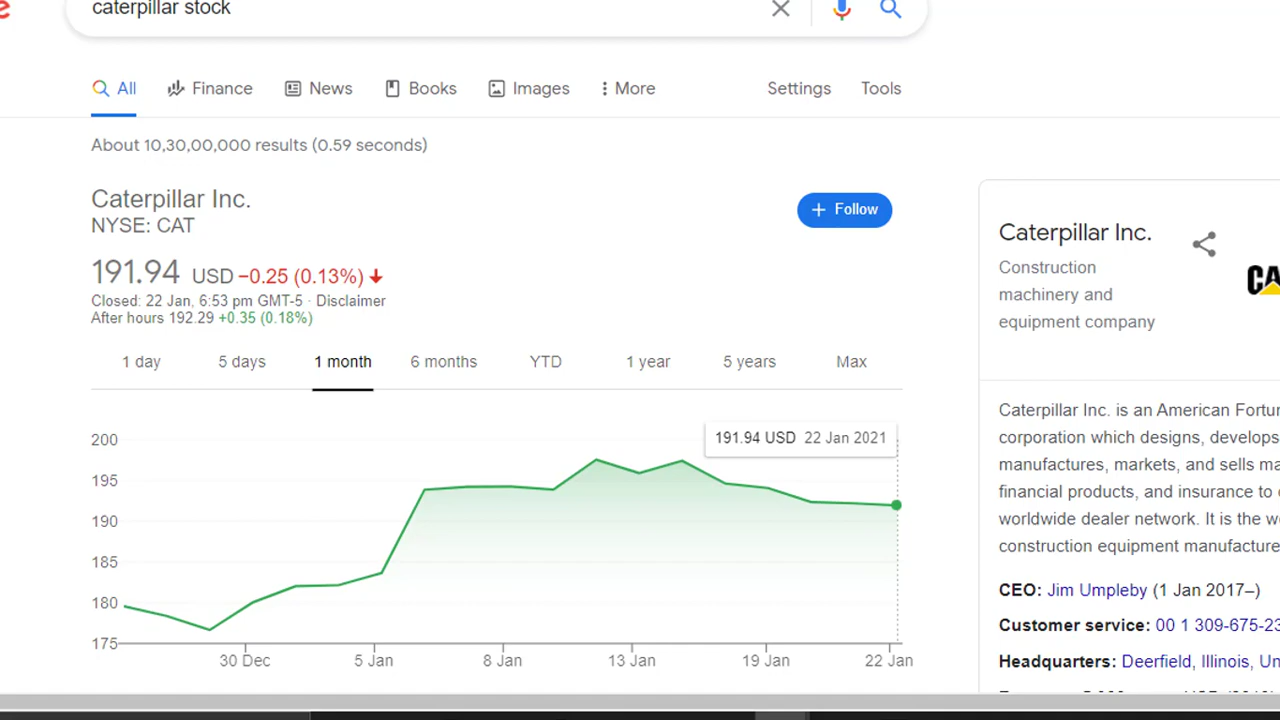 caterpillar stock
All Finance News Books Images More Settings Tools
About 10,30,00,000 results (0.59 seconds)
Caterpillar Inc.
NYSE: CAT
+ Follow
191.94 USD −0.25 (0.13%)
Closed: 22 Jan, 6:53 pm GMT-5 · Disclaimer
After hours 192.29 +0.35 (0.18%)
1 day 5 days 1 month 6 months YTD 1 year 5 years Max
191.94 USD 22 Jan 2021
200
195
190
185
180
175
30 Dec 5 Jan 8 Jan 13 Jan 19 Jan 22 Jan
Caterpillar Inc.
Construction
machinery and
equipment company
CA
Caterpillar Inc. is an American Fortun
corporation which designs, develops
manufactures, markets, and sells ma
financial products, and insurance to
worldwide dealer network. It is the w
construction equipment manufacture
CEO: Jim Umpleby (1 Jan 2017–)
Customer service: 00 1 309-675-23
Headquarters: Deerfield, Illinois, Un